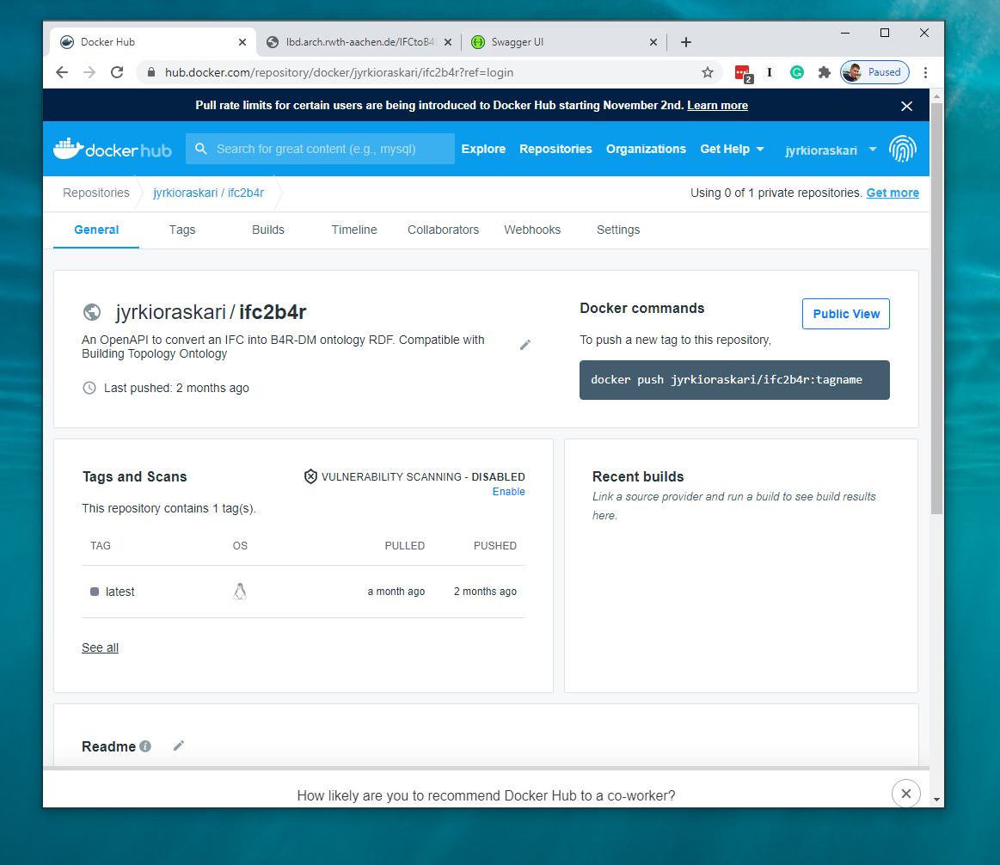 Docker Hub
lbd.arch.rwth-aachen.de/IFCtoB4
Swagger UI
hub.docker.com/repository/docker/jyrkioraskari/ifc2b4r?ref=login
2
I
G
Paused
Pull rate limits for certain users are being introduced to Docker Hub starting November 2nd. Learn more
docker hub
Search for great content (e.g., mysql)
Explore
Repositories
Organizations
Get Help
jyrkioraskari
Repositories
jyrkioraskari / ifc2b4r
Using 0 of 1 private repositories. Get more
General
Tags
Builds
Timeline
Collaborators
Webhooks
Settings
jyrkioraskari / ifc2b4r
An OpenAPI to convert an IFC into B4R-DM ontology RDF. Compatible with
Building Topology Ontology
Last pushed: 2 months ago
Docker commands
Public View
To push a new tag to this repository,
docker push jyrkioraskari/ifc2b4r:tagname
Tags and Scans
VULNERABILITY SCANNING - DISABLED
Enable
This repository contains 1 tag(s).
TAG
OS
PULLED
PUSHED
latest
a month ago
2 months ago
See all
Recent builds
Link a source provider and run a build to see build results
here.
Readme
How likely are you to recommend Docker Hub to a co-worker?